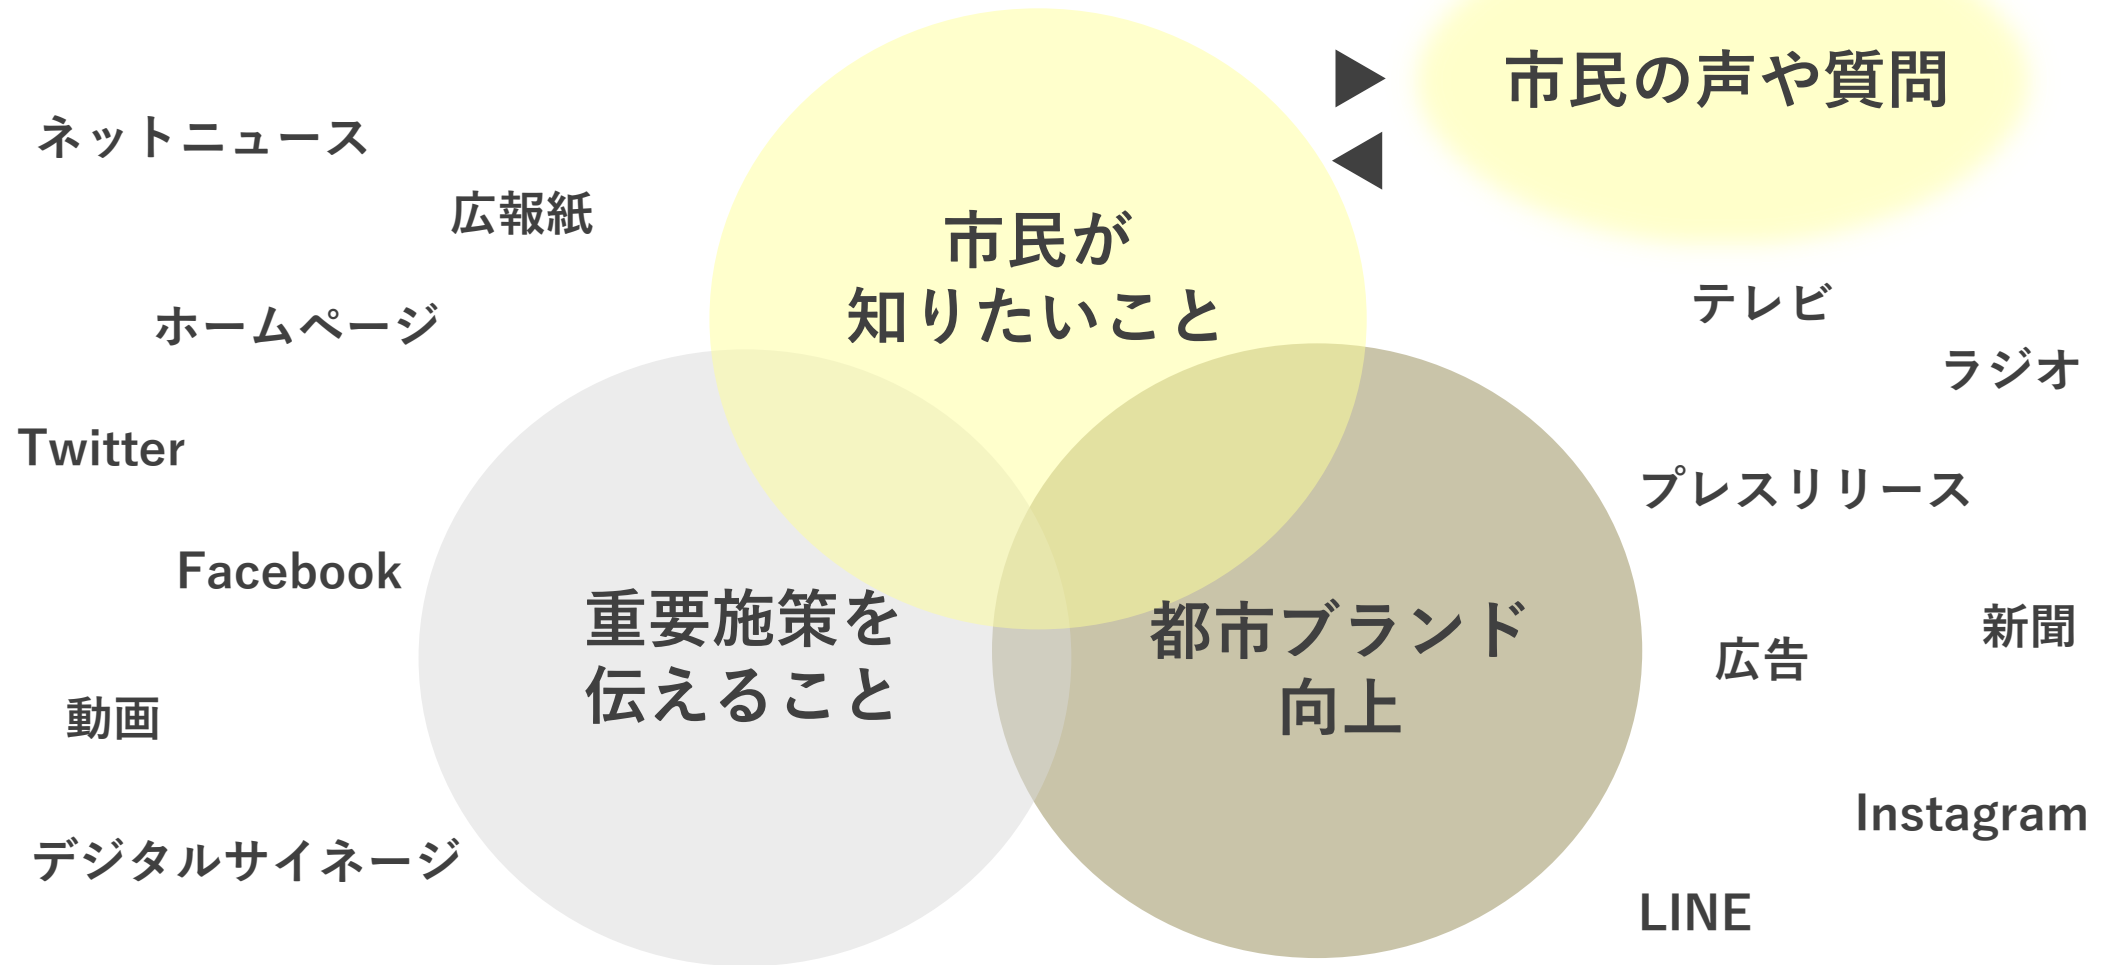 市民の声や質問
ネットニュース
広報紙
市民が
知りたいこと
ホームページ
テレビ
ラジオ
Twitter
プレスリリース
Facebook
重要施策を
伝えること
都市ブランド
向上
新聞
広告
動画
Instagram
デジタルサイネージ
LINE